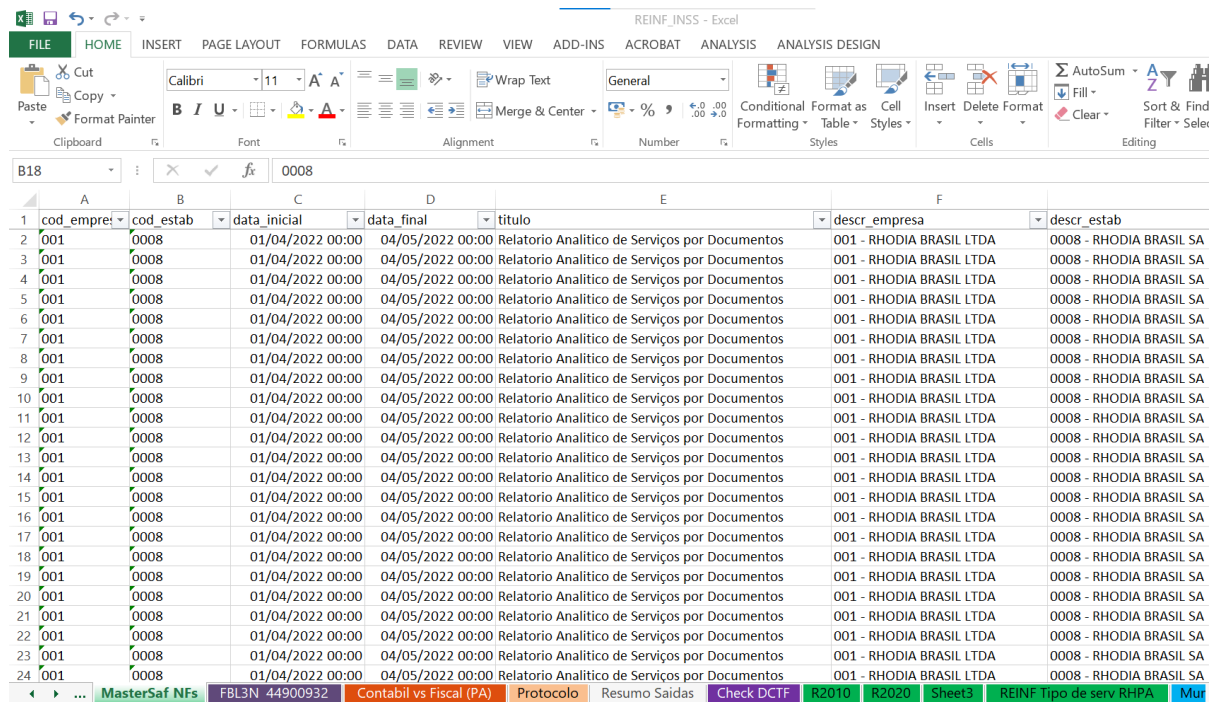 REINF_INSS - Excel
FILE HOME INSERT PAGE LAYOUT FORMULAS DATA REVIEW VIEW ADD-INS ACROBAT ANALYSIS ANALYSIS DESIGN
Paste
Cut
Copy
Format Painter
Clipboard
Calibri 11
B I U
Font
Wrap Text
Merge & Center
Alignment
General
Number
Conditional Formatting
Format as Table
Cell Styles
Styles
Insert Delete Format
Cells
AutoSum
Fill
Clear
Sort & Filter
Find
Editing
B18 fx 0008
A B C D E F
1 cod_empre cod_estab data_inicial data_final titulo descr_empresa descr_estab
2 001 0008 01/04/2022 00:00 04/05/2022 00:00 Relatorio Analitico de Serviços por Documentos 001 - RHODIA BRASIL LTDA 0008 - RHODIA BRASIL SA
3 001 0008 01/04/2022 00:00 04/05/2022 00:00 Relatorio Analitico de Serviços por Documentos 001 - RHODIA BRASIL LTDA 0008 - RHODIA BRASIL SA
4 001 0008 01/04/2022 00:00 04/05/2022 00:00 Relatorio Analitico de Serviços por Documentos 001 - RHODIA BRASIL LTDA 0008 - RHODIA BRASIL SA
5 001 0008 01/04/2022 00:00 04/05/2022 00:00 Relatorio Analitico de Serviços por Documentos 001 - RHODIA BRASIL LTDA 0008 - RHODIA BRASIL SA
6 001 0008 01/04/2022 00:00 04/05/2022 00:00 Relatorio Analitico de Serviços por Documentos 001 - RHODIA BRASIL LTDA 0008 - RHODIA BRASIL SA
7 001 0008 01/04/2022 00:00 04/05/2022 00:00 Relatorio Analitico de Serviços por Documentos 001 - RHODIA BRASIL LTDA 0008 - RHODIA BRASIL SA
8 001 0008 01/04/2022 00:00 04/05/2022 00:00 Relatorio Analitico de Serviços por Documentos 001 - RHODIA BRASIL LTDA 0008 - RHODIA BRASIL SA
9 001 0008 01/04/2022 00:00 04/05/2022 00:00 Relatorio Analitico de Serviços por Documentos 001 - RHODIA BRASIL LTDA 0008 - RHODIA BRASIL SA
10 001 0008 01/04/2022 00:00 04/05/2022 00:00 Relatorio Analitico de Serviços por Documentos 001 - RHODIA BRASIL LTDA 0008 - RHODIA BRASIL SA
11 001 0008 01/04/2022 00:00 04/05/2022 00:00 Relatorio Analitico de Serviços por Documentos 001 - RHODIA BRASIL LTDA 0008 - RHODIA BRASIL SA
12 001 0008 01/04/2022 00:00 04/05/2022 00:00 Relatorio Analitico de Serviços por Documentos 001 - RHODIA BRASIL LTDA 0008 - RHODIA BRASIL SA
13 001 0008 01/04/2022 00:00 04/05/2022 00:00 Relatorio Analitico de Serviços por Documentos 001 - RHODIA BRASIL LTDA 0008 - RHODIA BRASIL SA
14 001 0008 01/04/2022 00:00 04/05/2022 00:00 Relatorio Analitico de Serviços por Documentos 001 - RHODIA BRASIL LTDA 0008 - RHODIA BRASIL SA
15 001 0008 01/04/2022 00:00 04/05/2022 00:00 Relatorio Analitico de Serviços por Documentos 001 - RHODIA BRASIL LTDA 0008 - RHODIA BRASIL SA
16 001 0008 01/04/2022 00:00 04/05/2022 00:00 Relatorio Analitico de Serviços por Documentos 001 - RHODIA BRASIL LTDA 0008 - RHODIA BRASIL SA
17 001 0008 01/04/2022 00:00 04/05/2022 00:00 Relatorio Analitico de Serviços por Documentos 001 - RHODIA BRASIL LTDA 0008 - RHODIA BRASIL SA
18 001 0008 01/04/2022 00:00 04/05/2022 00:00 Relatorio Analitico de Serviços por Documentos 001 - RHODIA BRASIL LTDA 0008 - RHODIA BRASIL SA
19 001 0008 01/04/2022 00:00 04/05/2022 00:00 Relatorio Analitico de Serviços por Documentos 001 - RHODIA BRASIL LTDA 0008 - RHODIA BRASIL SA
20 001 0008 01/04/2022 00:00 04/05/2022 00:00 Relatorio Analitico de Serviços por Documentos 001 - RHODIA BRASIL LTDA 0008 - RHODIA BRASIL SA
21 001 0008 01/04/2022 00:00 04/05/2022 00:00 Relatorio Analitico de Serviços por Documentos 001 - RHODIA BRASIL LTDA 0008 - RHODIA BRASIL SA
22 001 0008 01/04/2022 00:00 04/05/2022 00:00 Relatorio Analitico de Serviços por Documentos 001 - RHODIA BRASIL LTDA 0008 - RHODIA BRASIL SA
23 001 0008 01/04/2022 00:00 04/05/2022 00:00 Relatorio Analitico de Serviços por Documentos 001 - RHODIA BRASIL LTDA 0008 - RHODIA BRASIL SA
24 001 0008 01/04/2022 00:00 04/05/2022 00:00 Relatorio Analitico de Serviços por Documentos 001 - RHODIA BRASIL LTDA 0008 - RHODIA BRASIL SA
... MasterSaf NFs FBL3N 44900932 Contabil vs Fiscal (PA) Protocolo Resumo Saidas Check DCTF R2010 R2020 Sheet3 REINF Tipo de serv RHPA